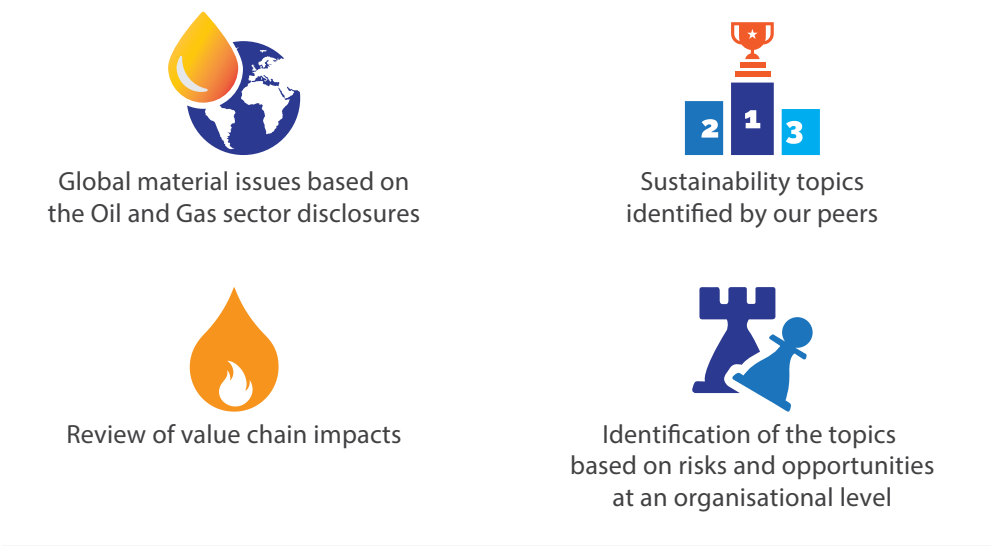 Global material issues based on
the Oil and Gas sector disclosures
2
1
3
Sustainability topics
identified by our peers
Review of value chain impacts
Identification of the topics
based on risks and opportunities
at an organisational level